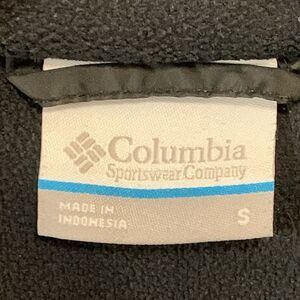 Columbia
Sportswear Company
MADE IN
INDONESIA
S